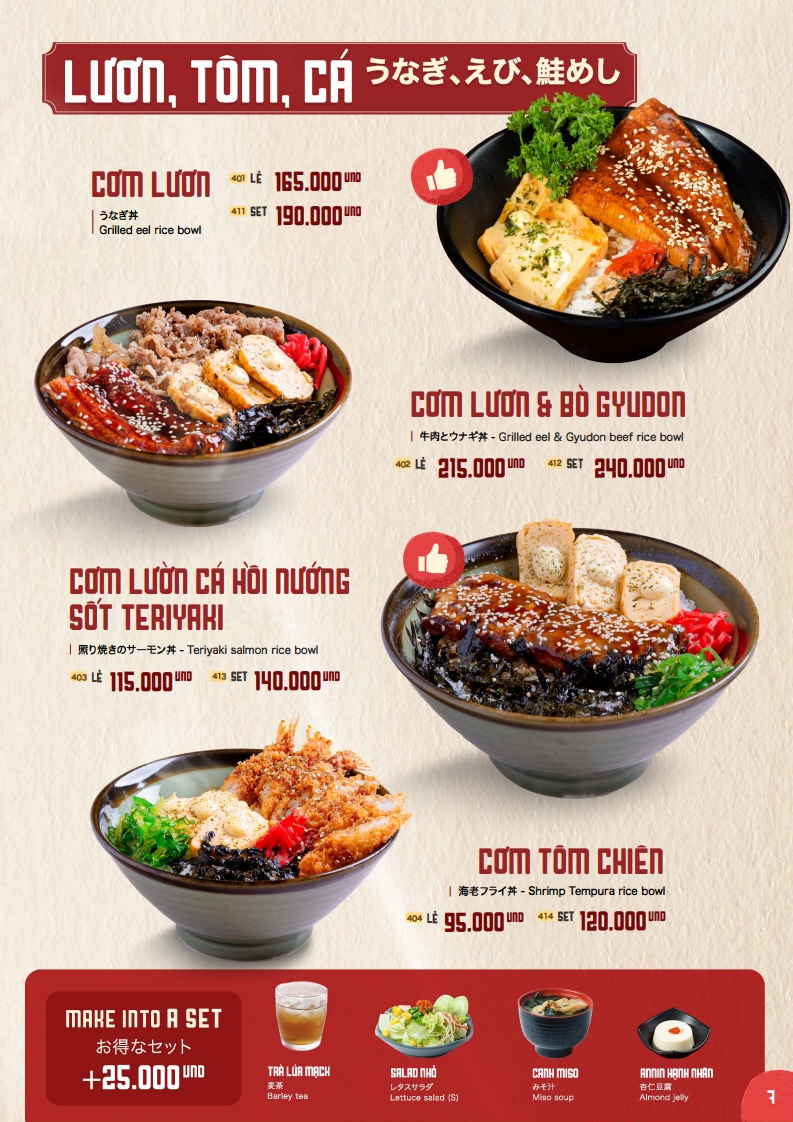 LƯƠN, TÔM, CÁ うなぎ、えび、鮭めし
CƠM LƯƠN
うなぎ丼
Grilled eel rice bowl
401 LẺ 165.000 VND
411 SET 190.000 VND
CƠM LƯƠN & BÒ GYUDON
牛肉とウナギ丼 - Grilled eel & Gyudon beef rice bowl
402 LẺ 215.000 VND 412 SET 240.000 VND
CƠM LƯỜN CÁ HỒI NƯỚNG
SỐT TERIYAKI
照り焼きのサーモン丼 - Teriyaki salmon rice bowl
403 LẺ 115.000 VND 413 SET 140.000 VND
CƠM TÔM CHIÊN
海老フライ丼 - Shrimp Tempura rice bowl
404 LẺ 95.000 VND 414 SET 120.000 VND
MAKE INTO A SET
お得なセット
+25.000 VND
TRÀ LÚA MẠCH
麦茶
Barley tea
SALAD NHỎ
レタスサラダ
Lettuce salad (S)
CANH MISO
みそ汁
Miso soup
ANNIN HẠNH NHÂN
杏仁豆腐
Almond jelly
7